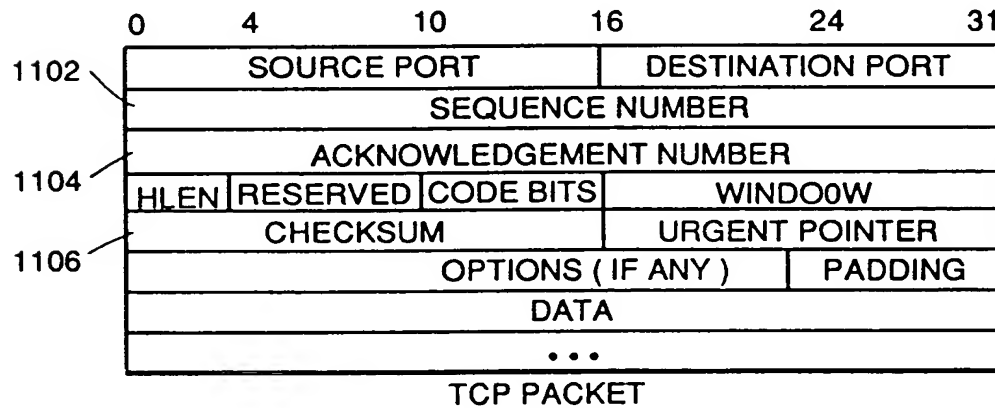 0 4 10 16 24 31
1102 SOURCE PORT DESTINATION PORT
SEQUENCE NUMBER
1104 ACKNOWLEDGEMENT NUMBER
HLEN RESERVED CODE BITS WINDO0W
1106 CHECKSUM URGENT POINTER
OPTIONS ( IF ANY ) PADDING
DATA
•••
TCP PACKET